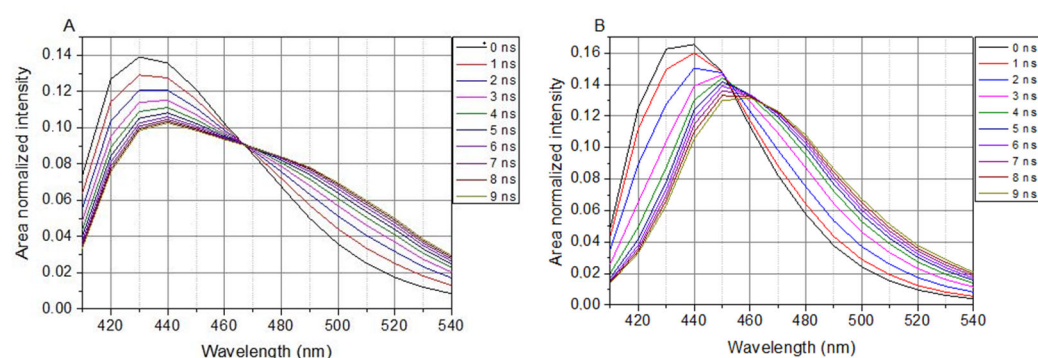 A
B
Area normalized intensity
0.14
0.12
0.10
0.08
0.06
0.04
0.02
0.00
420 440 460 480 500 520 540
Wavelength (nm)
0 ns
1 ns
2 ns
3 ns
4 ns
5 ns
6 ns
7 ns
8 ns
9 ns
Area normalized intensity
0.16
0.14
0.12
0.10
0.08
0.06
0.04
0.02
0.00
420 440 460 480 500 520 540
Wavelength (nm)
0 ns
1 ns
2 ns
3 ns
4 ns
5 ns
6 ns
7 ns
8 ns
9 ns